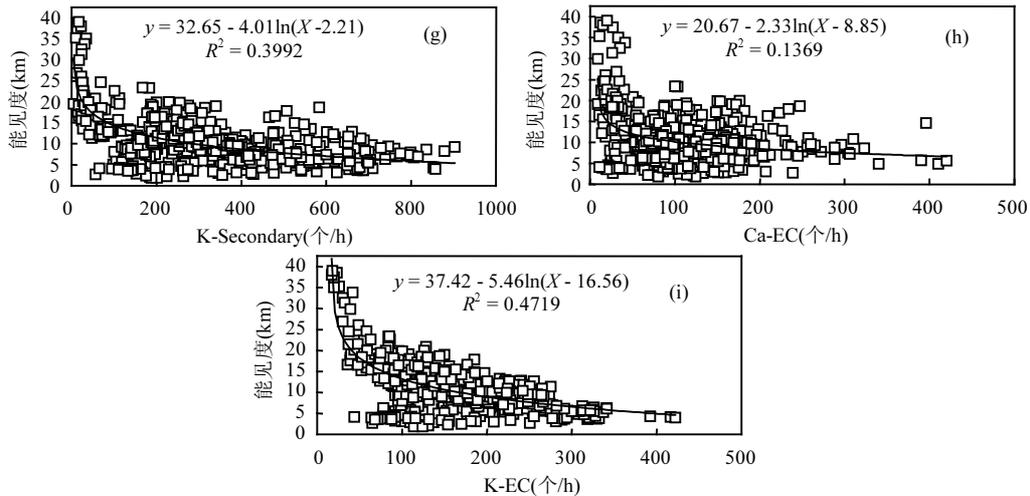 y = 32.65 - 4.01ln(X -2.21)
R² = 0.3992
(g)
能见度(km)
40
35
30
25
20
15
10
5
0
0 200 400 600 800 1000
K-Secondary(个/h)
y = 20.67 - 2.33ln(X - 8.85)
R² = 0.1369
(h)
能见度(km)
40
35
30
25
20
15
10
5
0
0 100 200 300 400 500
Ca-EC(个/h)
y = 37.42 - 5.46ln(X - 16.56)
R² = 0.4719
(i)
能见度(km)
40
35
30
25
20
15
10
5
0
0 100 200 300 400 500
K-EC(个/h)